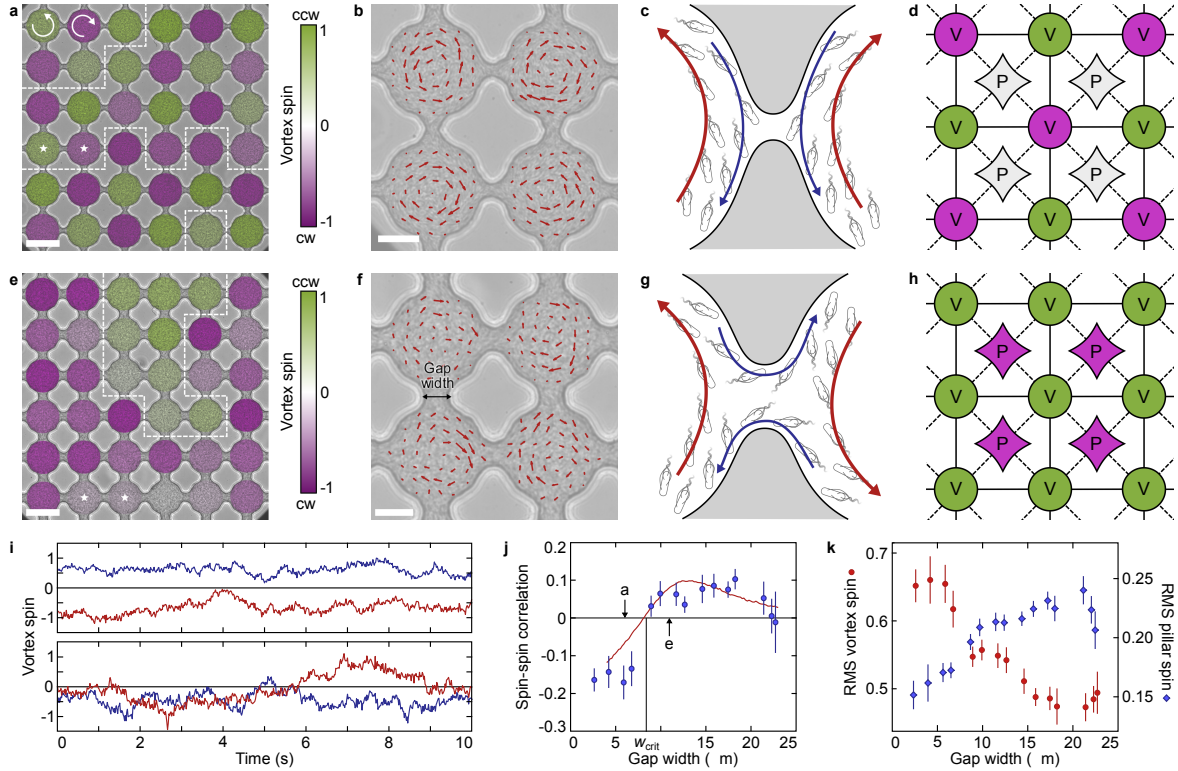 a
ccw
1
Vortex spin
0
-1
cw
b
c
d
V V V
P P
V V V
P P
V V V
e
ccw
1
Vortex spin
0
-1
cw
f
Gap
width
g
h
V V V
P P
V V V
P P
V V V
i
1
0
-1
1
0
-1
Vortex spin
0 2 4 6 8 10
Time (s)
j
0.2
0.1
0
-0.1
-0.2
-0.3
Spin-spin correlation
a
e
0 5 wcrit 10 15 20 25
Gap width ( m)
k
0.7
0.6
0.5
RMS vortex spin
0.25
0.20
0.15
RMS pillar spin
0 5 10 15 20 25
Gap width ( m)